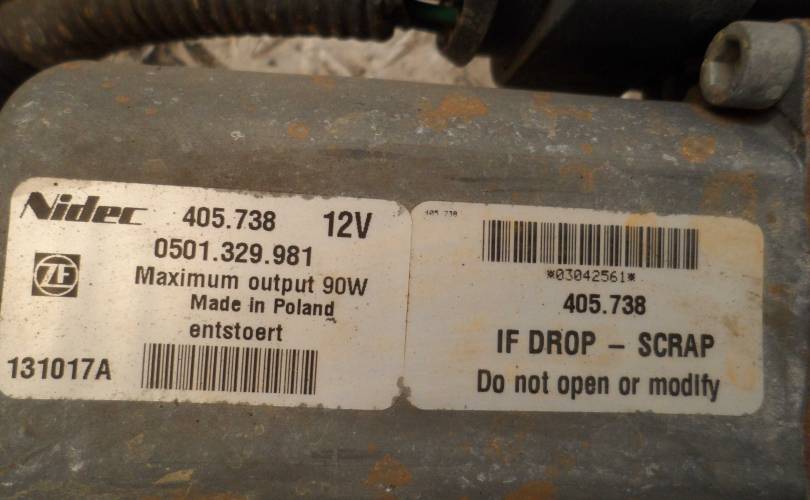 Nidec 405.738 12V
0501.329.981
ZF
Maximum output 90W
Made in Poland
entstoert
131017A
405 738
*03042561*
405.738
IF DROP - SCRAP
Do not open or modify